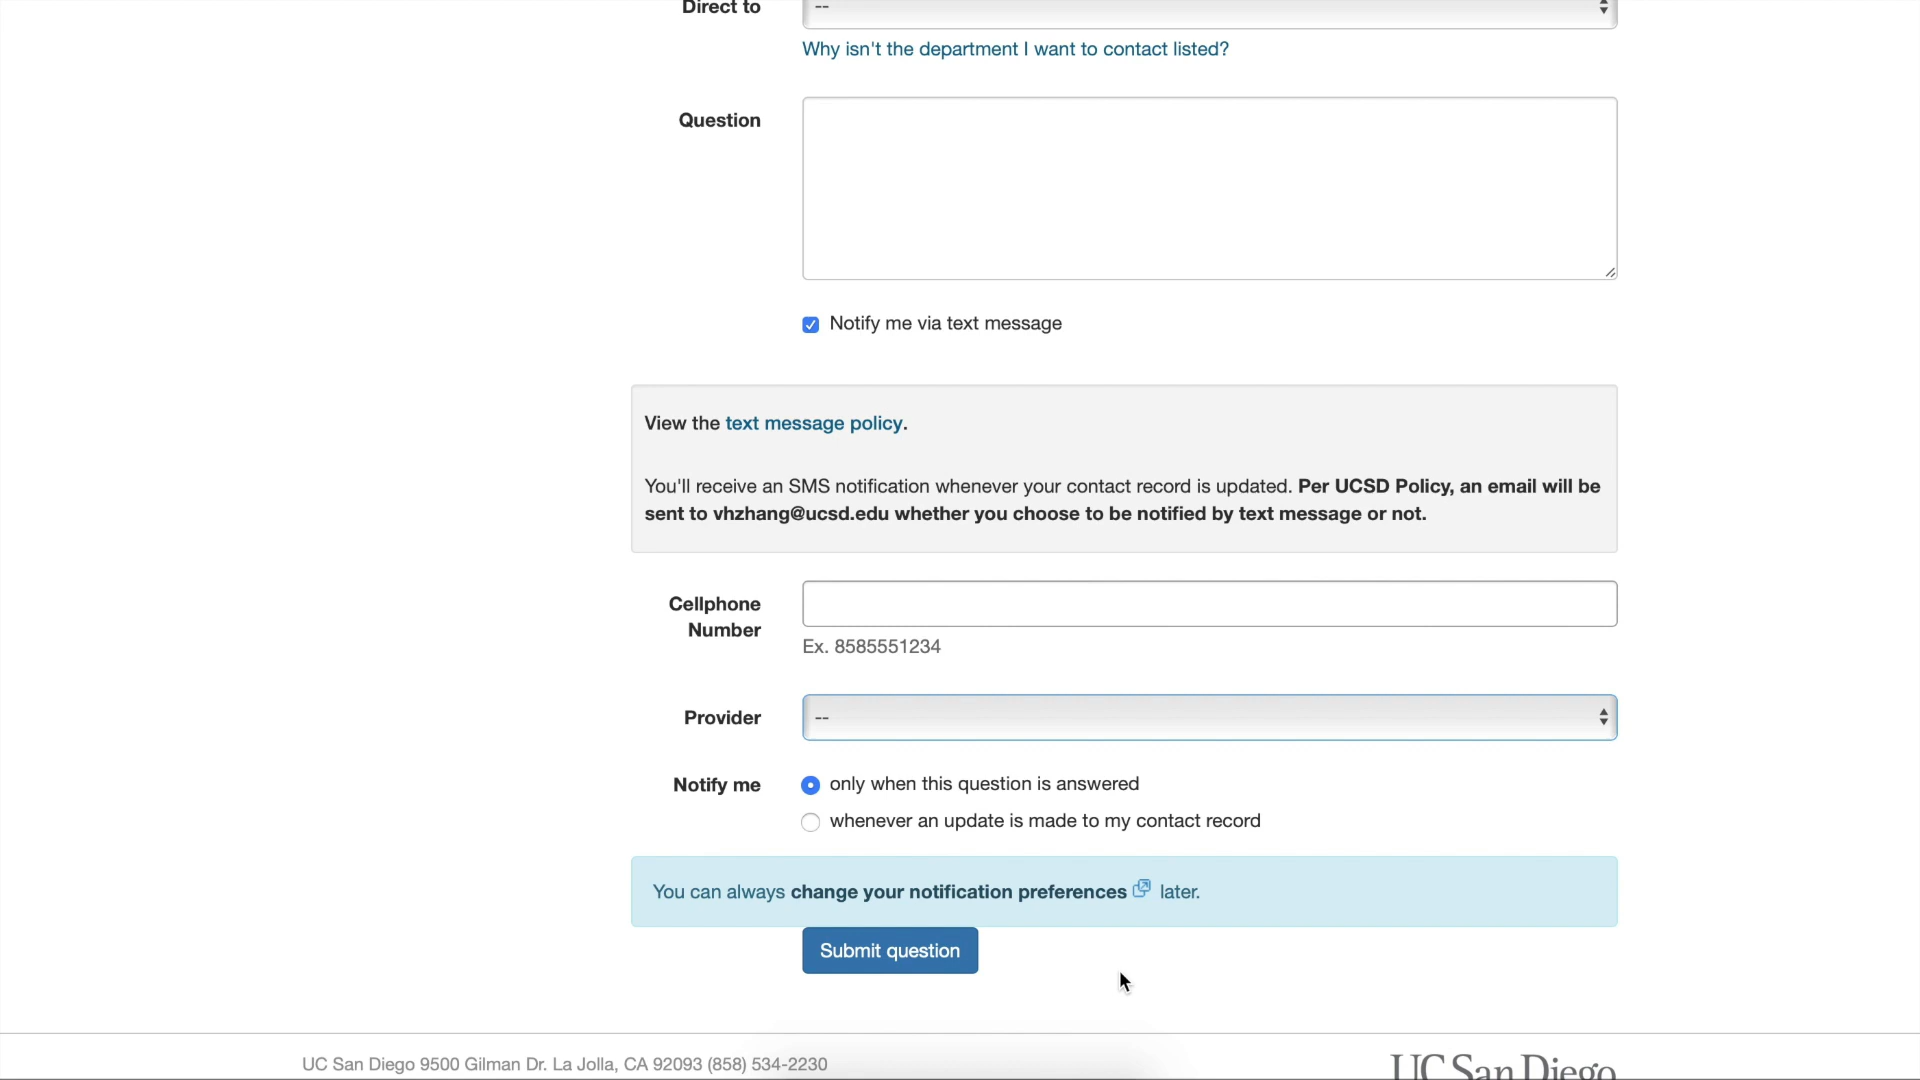 Direct to
--
Why isn't the department I want to contact listed?
Question
Notify me via text message
View the text message policy.
You'll receive an SMS notification whenever your contact record is updated. Per UCSD Policy, an email will be
sent to vhzhang@ucsd.edu whether you choose to be notified by text message or not.
Cellphone
Number
Ex. 8585551234
Provider
--
Notify me
only when this question is answered
whenever an update is made to my contact record
You can always change your notification preferences later.
Submit question
UC San Diego 9500 Gilman Dr. La Jolla, CA 92093 (858) 534-2230
UC San Diego